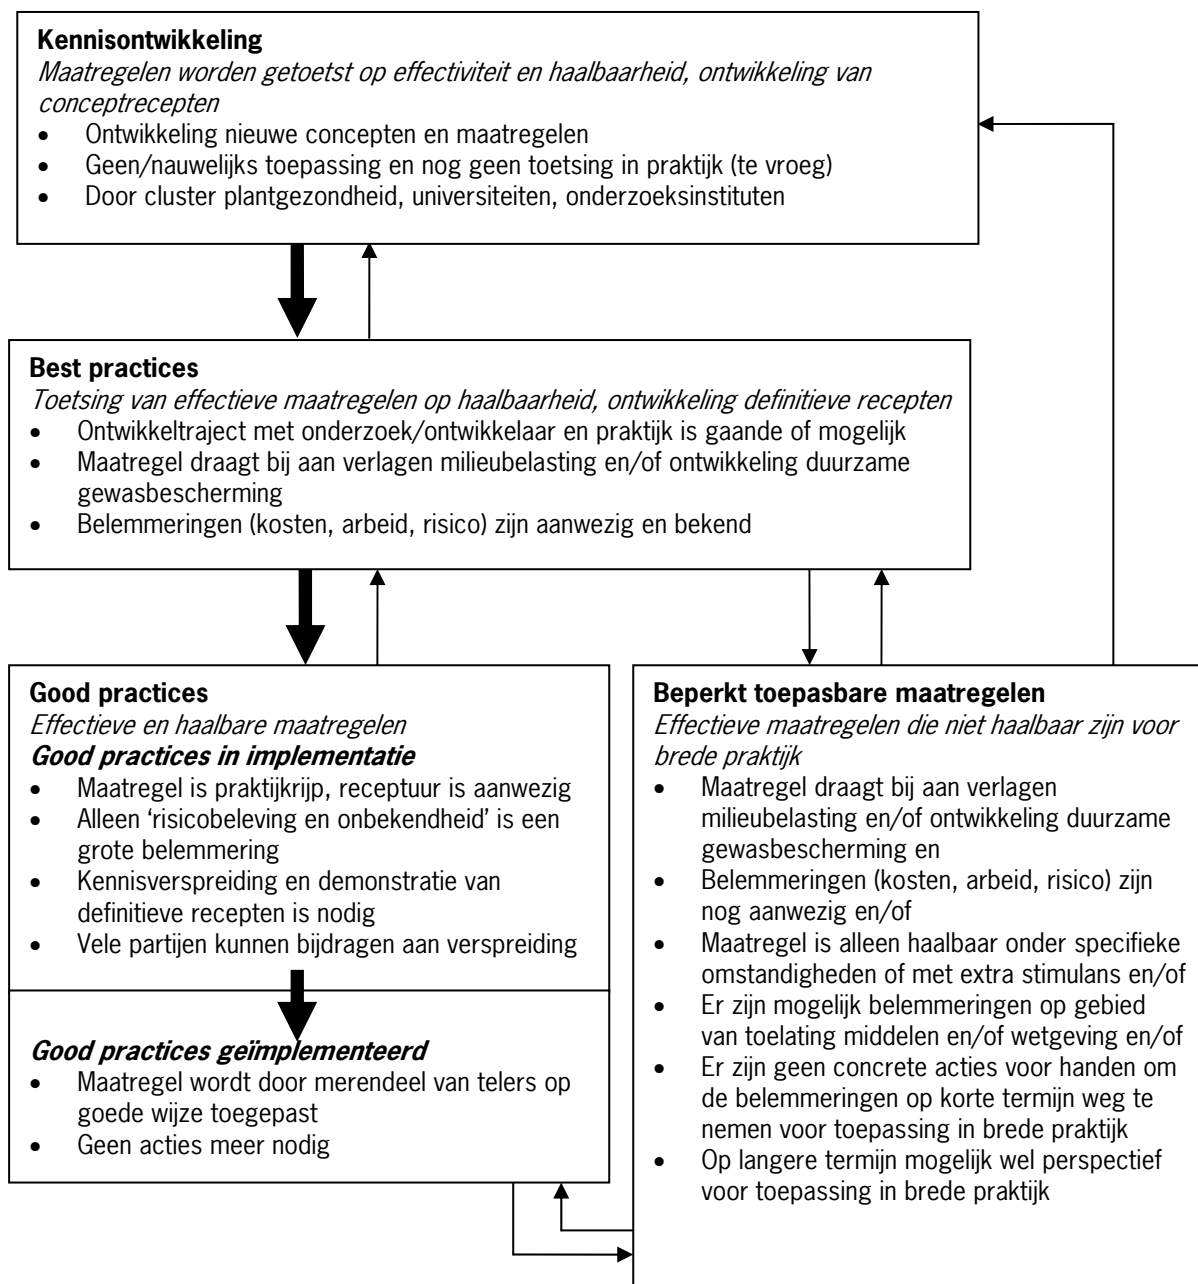 Kennisontwikkeling
Maatregelen worden getoetst op effectiviteit en haalbaarheid, ontwikkeling van
conceptrecepten
• Ontwikkeling nieuwe concepten en maatregelen
• Geen/nauwelijks toepassing en nog geen toetsing in praktijk (te vroeg)
• Door cluster plantgezondheid, universiteiten, onderzoeksinstituten
Best practices
Toetsing van effectieve maatregelen op haalbaarheid, ontwikkeling definitieve recepten
• Ontwikkeltraject met onderzoek/ontwikkelaar en praktijk is gaande of mogelijk
• Maatregel draagt bij aan verlagen milieubelasting en/of ontwikkeling duurzame
gewasbescherming
• Belemmeringen (kosten, arbeid, risico) zijn aanwezig en bekend
Good practices
Effectieve en haalbare maatregelen
Good practices in implementatie
• Maatregel is praktijkrijp, receptuur is aanwezig
• Alleen ‘risicobeleving en onbekendheid’ is een
grote belemmering
• Kennisverspreiding en demonstratie van
definitieve recepten is nodig
• Vele partijen kunnen bijdragen aan verspreiding
Good practices geïmplementeerd
• Maatregel wordt door merendeel van telers op
goede wijze toegepast
• Geen acties meer nodig
Beperkt toepasbare maatregelen
Effectieve maatregelen die niet haalbaar zijn voor
brede praktijk
• Maatregel draagt bij aan verlagen
milieubelasting en/of ontwikkeling duurzame
gewasbescherming en
• Belemmeringen (kosten, arbeid, risico) zijn
nog aanwezig en/of
• Maatregel is alleen haalbaar onder specifieke
omstandigheden of met extra stimulans en/of
• Er zijn mogelijk belemmeringen op gebied
van toelating middelen en/of wetgeving en/of
• Er zijn geen concrete acties voor handen om
de belemmeringen op korte termijn weg te
nemen voor toepassing in brede praktijk
• Op langere termijn mogelijk wel perspectief
voor toepassing in brede praktijk